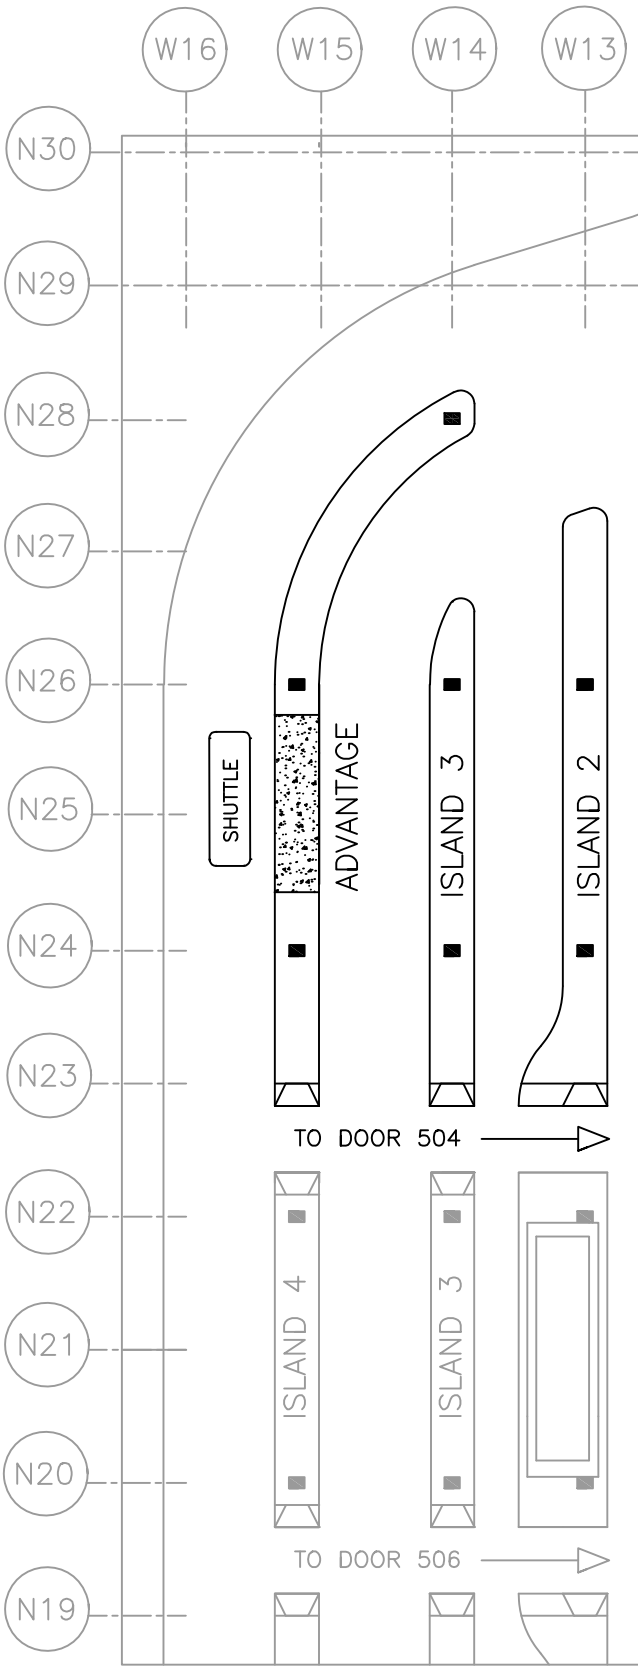 W16 W15 W14 W13
N30
N29
N28
N27
N26
N25
SHUTTLE
ADVANTAGE
ISLAND 3
ISLAND 2
N24
N23
TO DOOR 504
N22
N21
ISLAND 4
ISLAND 3
N20
TO DOOR 506
N19